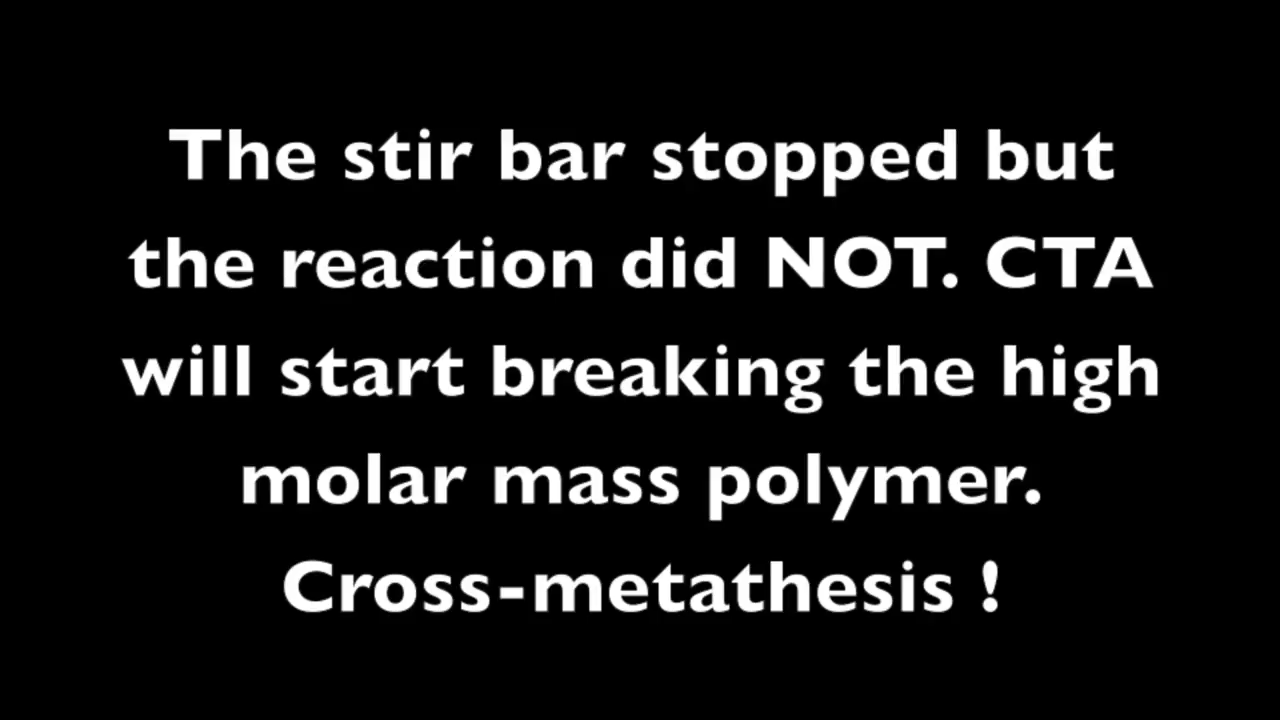 The stir bar stopped but
the reaction did NOT. CTA
will start breaking the high
molar mass polymer.
Cross-metathesis !